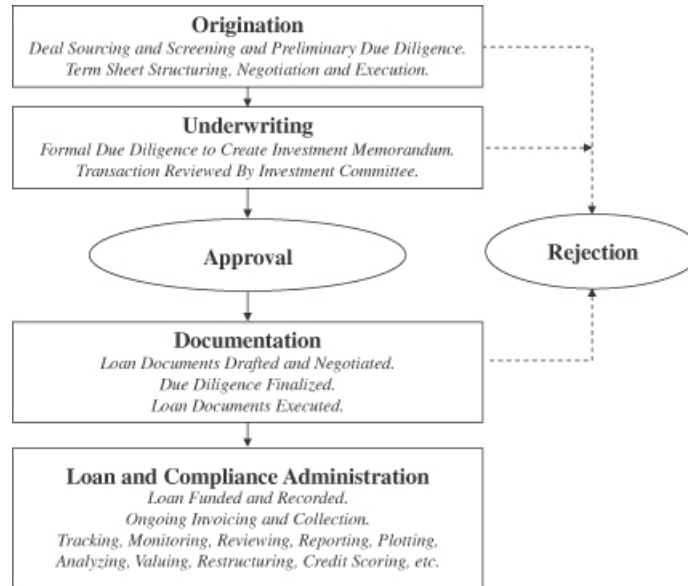 Origination
Deal Sourcing and Screening and Preliminary Due Diligence.
Term Sheet Structuring, Negotiation and Execution.
Underwriting
Formal Due Diligence to Create Investment Memorandum.
Transaction Reviewed By Investment Committee.
Approval
Rejection
Documentation
Loan Documents Drafted and Negotiated.
Due Diligence Finalized.
Loan Documents Executed.
Loan and Compliance Administration
Loan Funded and Recorded.
Ongoing Invoicing and Collection.
Tracking, Monitoring, Reviewing, Reporting, Plotting,
Analyzing, Valuing, Restructuring, Credit Scoring, etc.